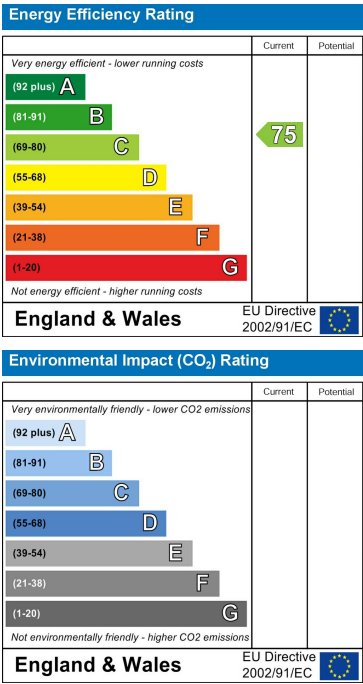 Energy Efficiency Rating
Current Potential
Very energy efficient - lower running costs
(92 plus) A
(81-91) B
(69-80) C
75
(55-68) D
(39-54) E
(21-38) F
(1-20) G
Not energy efficient - higher running costs
England & Wales
EU Directive
2002/91/EC
Environmental Impact (CO₂) Rating
Current Potential
Very environmentally friendly - lower CO2 emissions
(92 plus) A
(81-91) B
(69-80) C
(55-68) D
(39-54) E
(21-38) F
(1-20) G
Not environmentally friendly - higher CO2 emissions
England & Wales
EU Directive
2002/91/EC